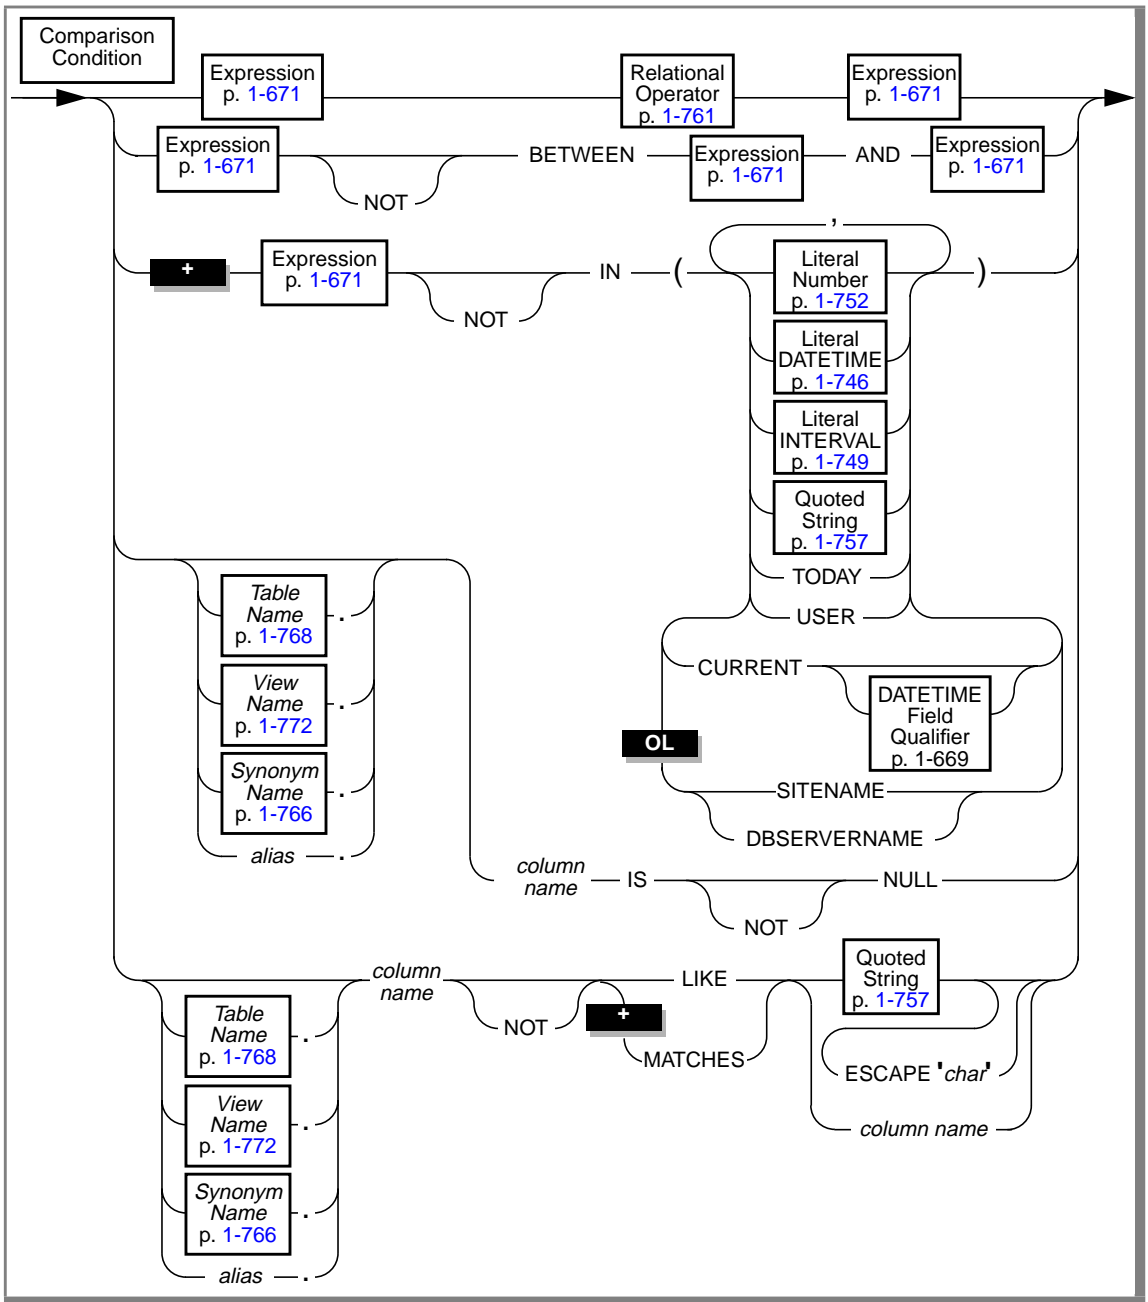 Comparison
Condition
Expression
p. 1-671
Relational
Operator
p. 1-761
Expression
p. 1-671
Expression
p. 1-671
NOT
BETWEEN
Expression
p. 1-671
AND
Expression
p. 1-671
+
Expression
p. 1-671
NOT
IN
(
,
Literal
Number
p. 1-752
)
Literal
DATETIME
p. 1-746
Literal
INTERVAL
p. 1-749
Quoted
String
p. 1-757
TODAY
USER
CURRENT
DATETIME
Field
Qualifier
p. 1-669
OL
SITENAME
DBSERVERNAME
Table
Name
p. 1-768
.
View
Name
p. 1-772
.
Synonym
Name
p. 1-766
.
alias
.
column
name
IS
NOT
NULL
Table
Name
p. 1-768
.
View
Name
p. 1-772
.
Synonym
Name
p. 1-766
.
alias
.
column
name
NOT
LIKE
+
MATCHES
Quoted
String
p. 1-757
ESCAPE 'char'
column name